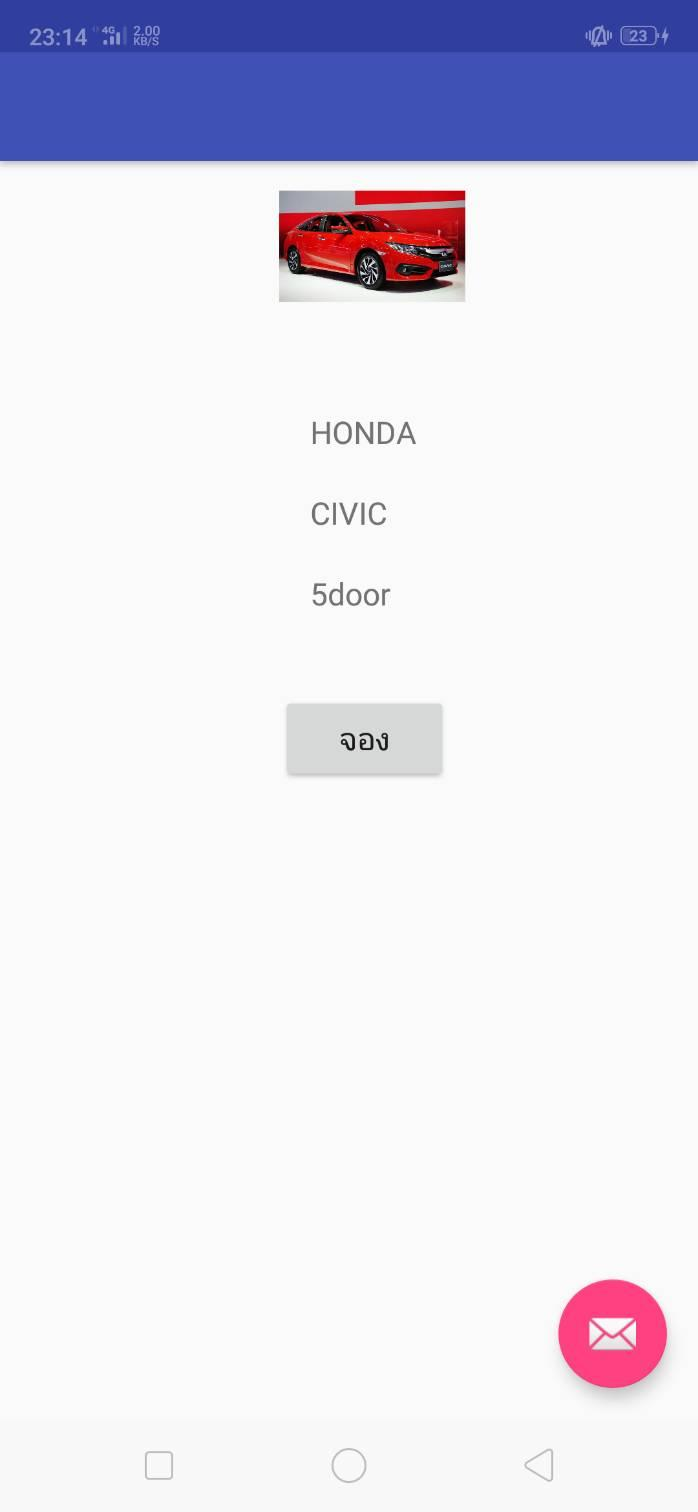 23:14 4G 2.00 KB/S 23
HONDA
CIVIC
5door
จอง